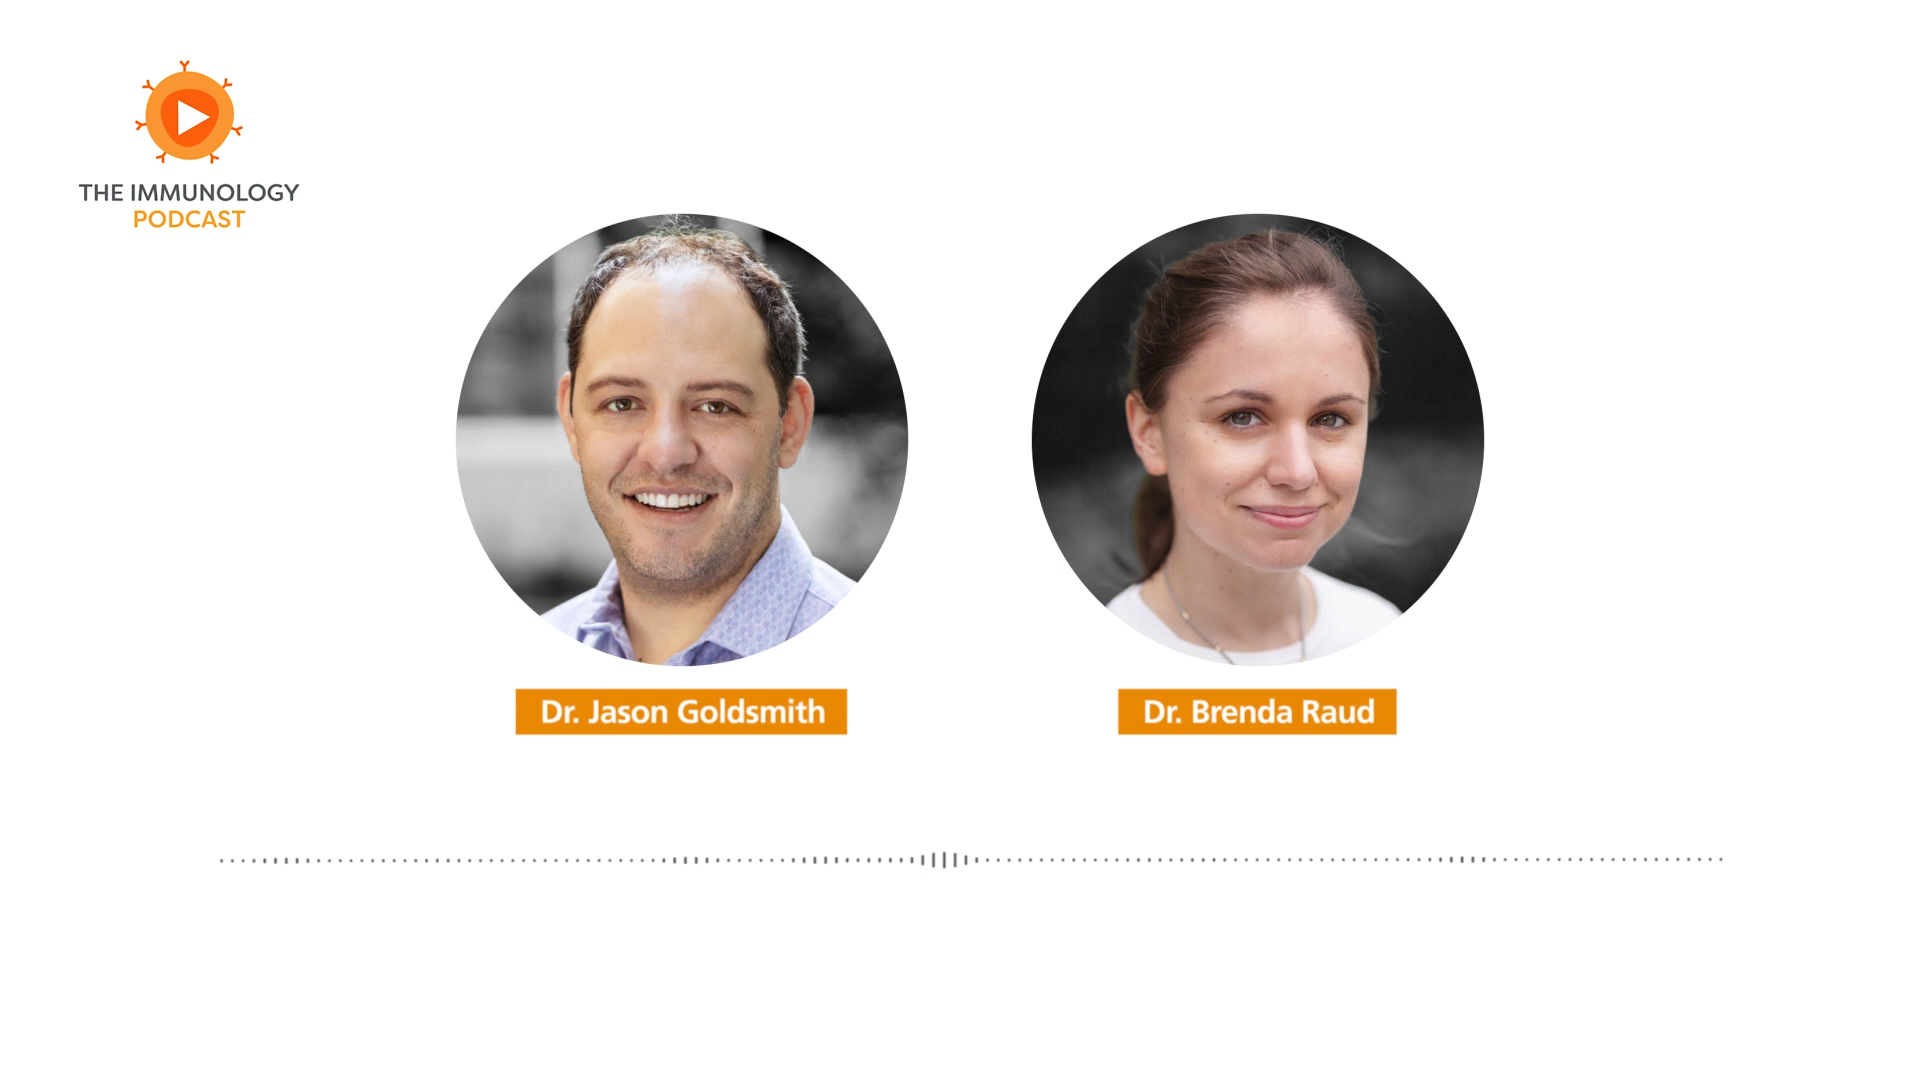 THE IMMUNOLOGY
PODCAST
Dr. Jason Goldsmith
Dr. Brenda Raud